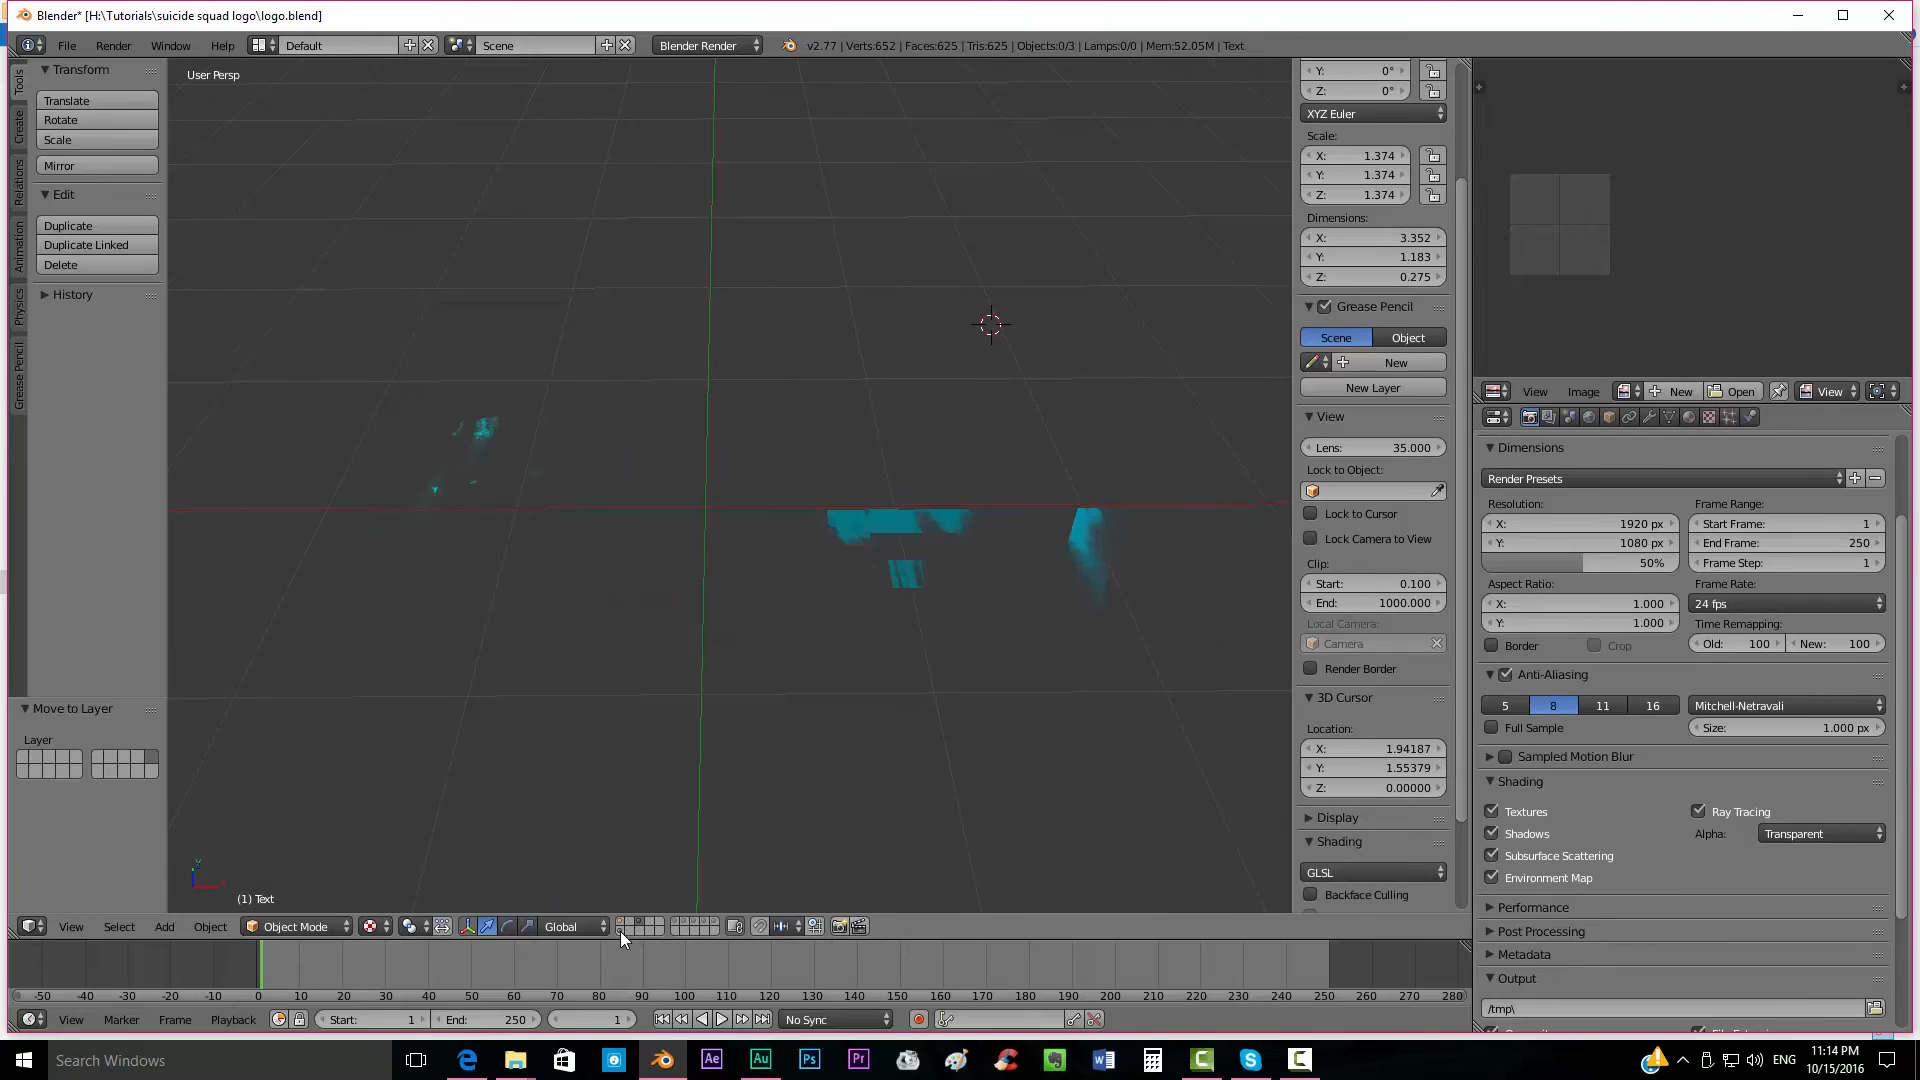 Blender* [H:\Tutorials\suicide squad logo\logo.blend]
File Render Window Help Default Scene Blender Render v2.77 | Verts:652 | Faces:625 | Tris:625 | Objects:0/3 | Lamps:0/0 | Mem:52.05M | Text
Tools
Create
Relations
Animation
Physics
Grease Pencil
Transform
Translate
Rotate
Scale
Mirror
Edit
Duplicate
Duplicate Linked
Delete
History
Move to Layer
Layer
User Persp
(1) Text
Y: 0°
Z: 0°
XYZ Euler
Scale:
X: 1.374
Y: 1.374
Z: 1.374
Dimensions:
X: 3.352
Y: 1.183
Z: 0.275
Grease Pencil
Scene Object
New
New Layer
View
Lens: 35.000
Lock to Object:
Lock to Cursor
Lock Camera to View
Clip:
Start: 0.100
End: 1000.000
Local Camera:
Camera
Render Border
3D Cursor
Location:
X: 1.94187
Y: 1.55379
Z: 0.00000
Display
Shading
GLSL
Backface Culling
View Image New Open View
Dimensions
Render Presets
Resolution: Frame Range:
X: 1920 px Start Frame: 1
Y: 1080 px End Frame: 250
50% Frame Step: 1
Aspect Ratio: Frame Rate:
X: 1.000 24 fps
Y: 1.000 Time Remapping:
Border Crop Old: 100 New: 100
Anti-Aliasing
5 8 11 16 Mitchell-Netravali
Full Sample Size: 1.000 px
Sampled Motion Blur
Shading
Textures Ray Tracing
Shadows Alpha: Transparent
Subsurface Scattering
Environment Map
Performance
Post Processing
Metadata
Output
/tmp\
View Select Add Object Object Mode Global
-50 -40 -30 -20 -10 0 10 20 30 40 50 60 70 80 90 100 110 120 130 140 150 160 170 180 190 200 210 220 230 240 250 260 270 280
View Marker Frame Playback Start: 1 End: 250 1 No Sync
Search Windows
Ae Au Ps Pr
ENG
11:14 PM
10/15/2016